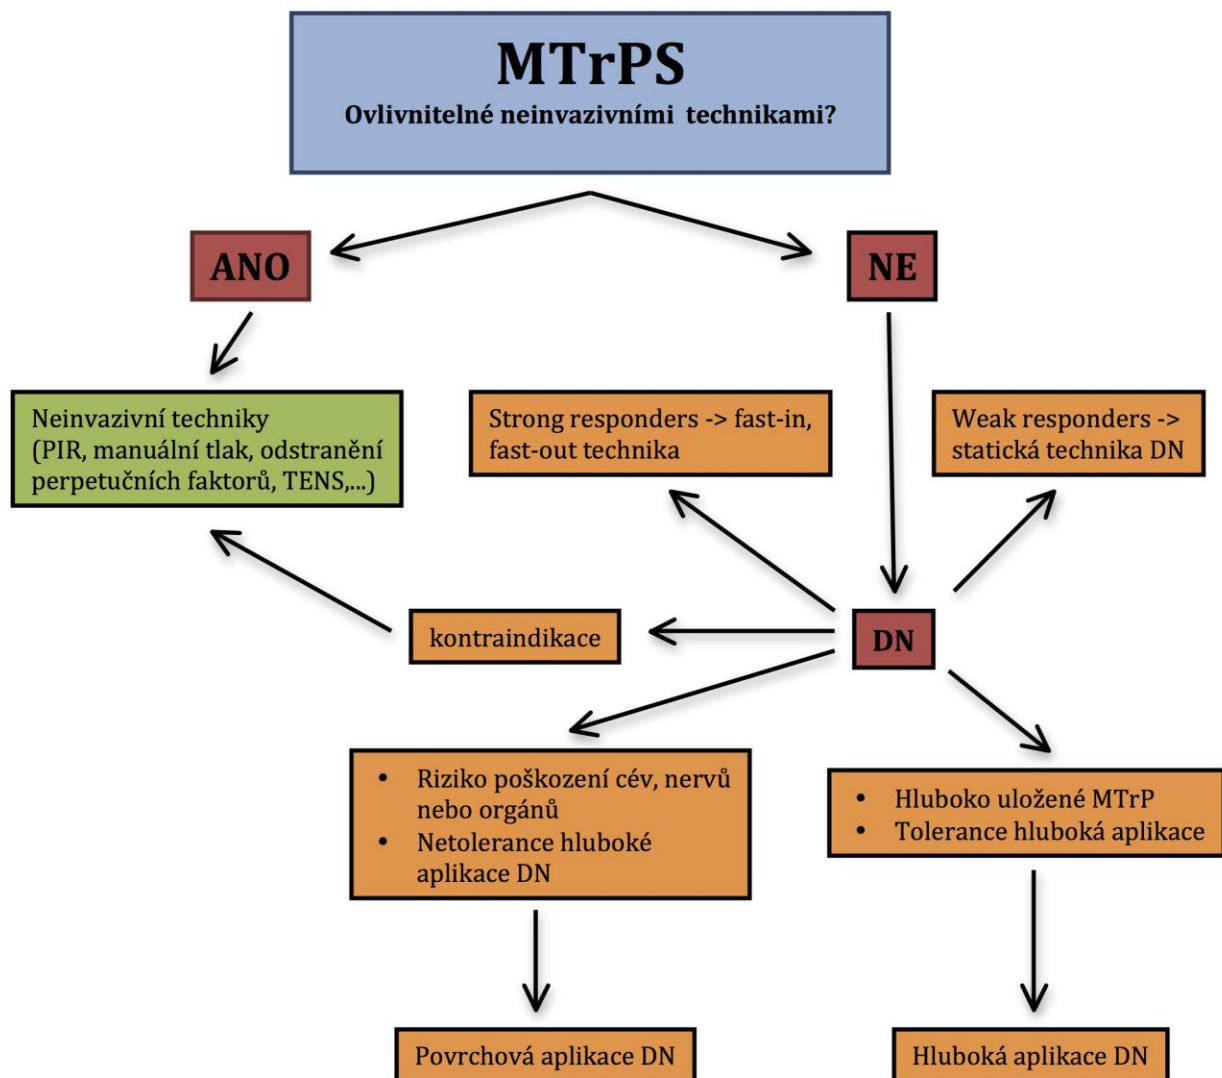 MTrPS
Ovlivnitelné neinvazivními technikami?
ANO
NE
Neinvazivní techniky
(PIR, manuální tlak, odstranění
perpetučních faktorů, TENS,...)
Strong responders -> fast-in,
fast-out technika
Weak responders ->
statická technika DN
kontraindikace
DN
• Riziko poškození cév, nervů
nebo orgánů
• Netolerance hluboké
aplikace DN
• Hluboko uložené MTrP
• Tolerance hluboká aplikace
Povrchová aplikace DN
Hluboká aplikace DN